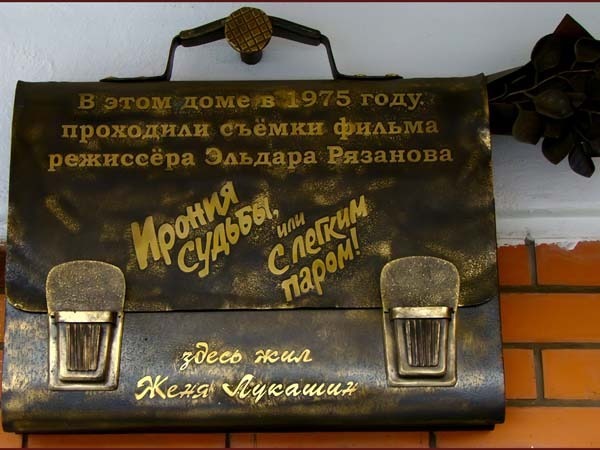 В этом доме в 1975 году
проходили съёмки фильма
режиссёра Эльдара Рязанова
Ирония
судьбы,
или
С легким
паром!
здесь жил
Женя Лукашин